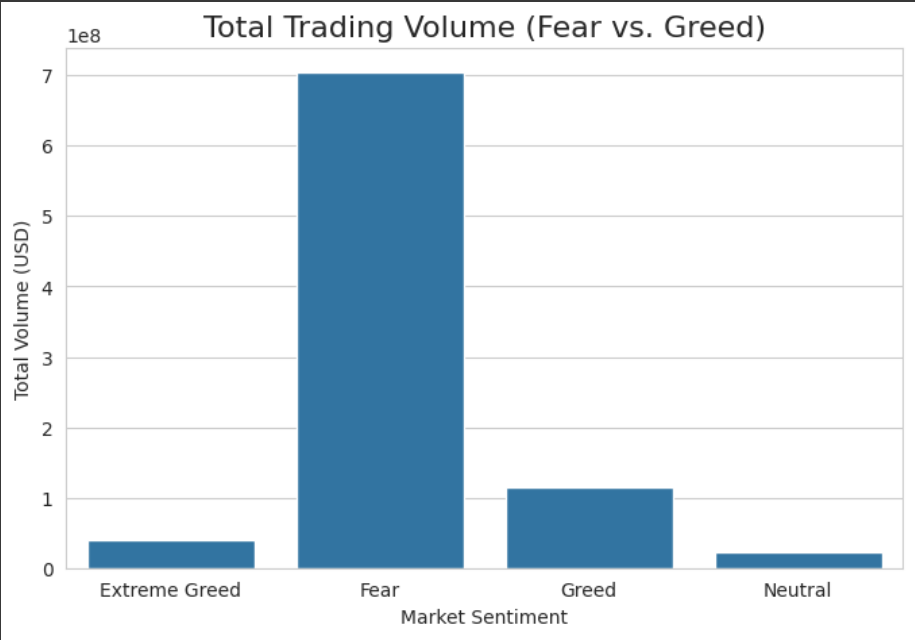 Total Trading Volume (Fear vs. Greed)
1e8
7
6
5
4
3
2
1
0
Total Volume (USD)
Extreme Greed Fear Greed Neutral
Market Sentiment